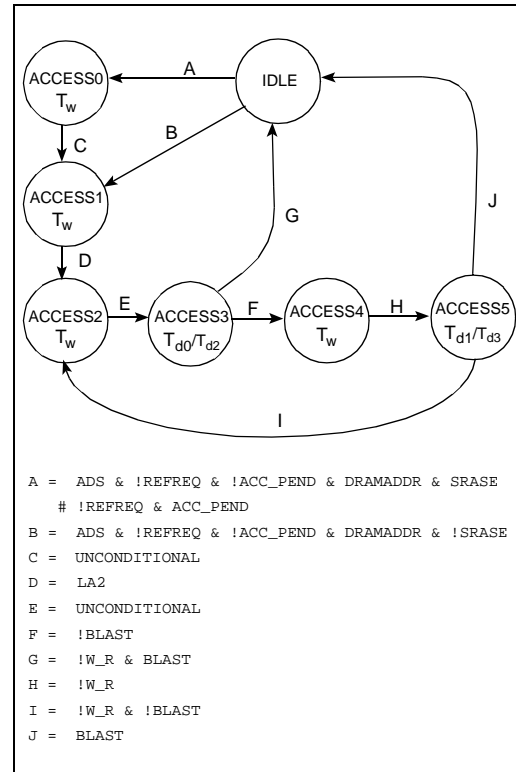 A
ACCESS0
Tw
IDLE
B
C
ACCESS1
Tw
J
G
D
ACCESS2
Tw
E
ACCESS3
Td0/Td2
F
ACCESS4
Tw
H
ACCESS5
Td1/Td3
I
A = ADS & !REFREQ & !ACC_PEND & DRAMADDR & SRASE
# !REFREQ & ACC_PEND
B = ADS & !REFREQ & !ACC_PEND & DRAMADDR & !SRASE
C = UNCONDITIONAL
D = LA2
E = UNCONDITIONAL
F = !BLAST
G = !W_R & BLAST
H = !W_R
I = !W_R & !BLAST
J = BLAST